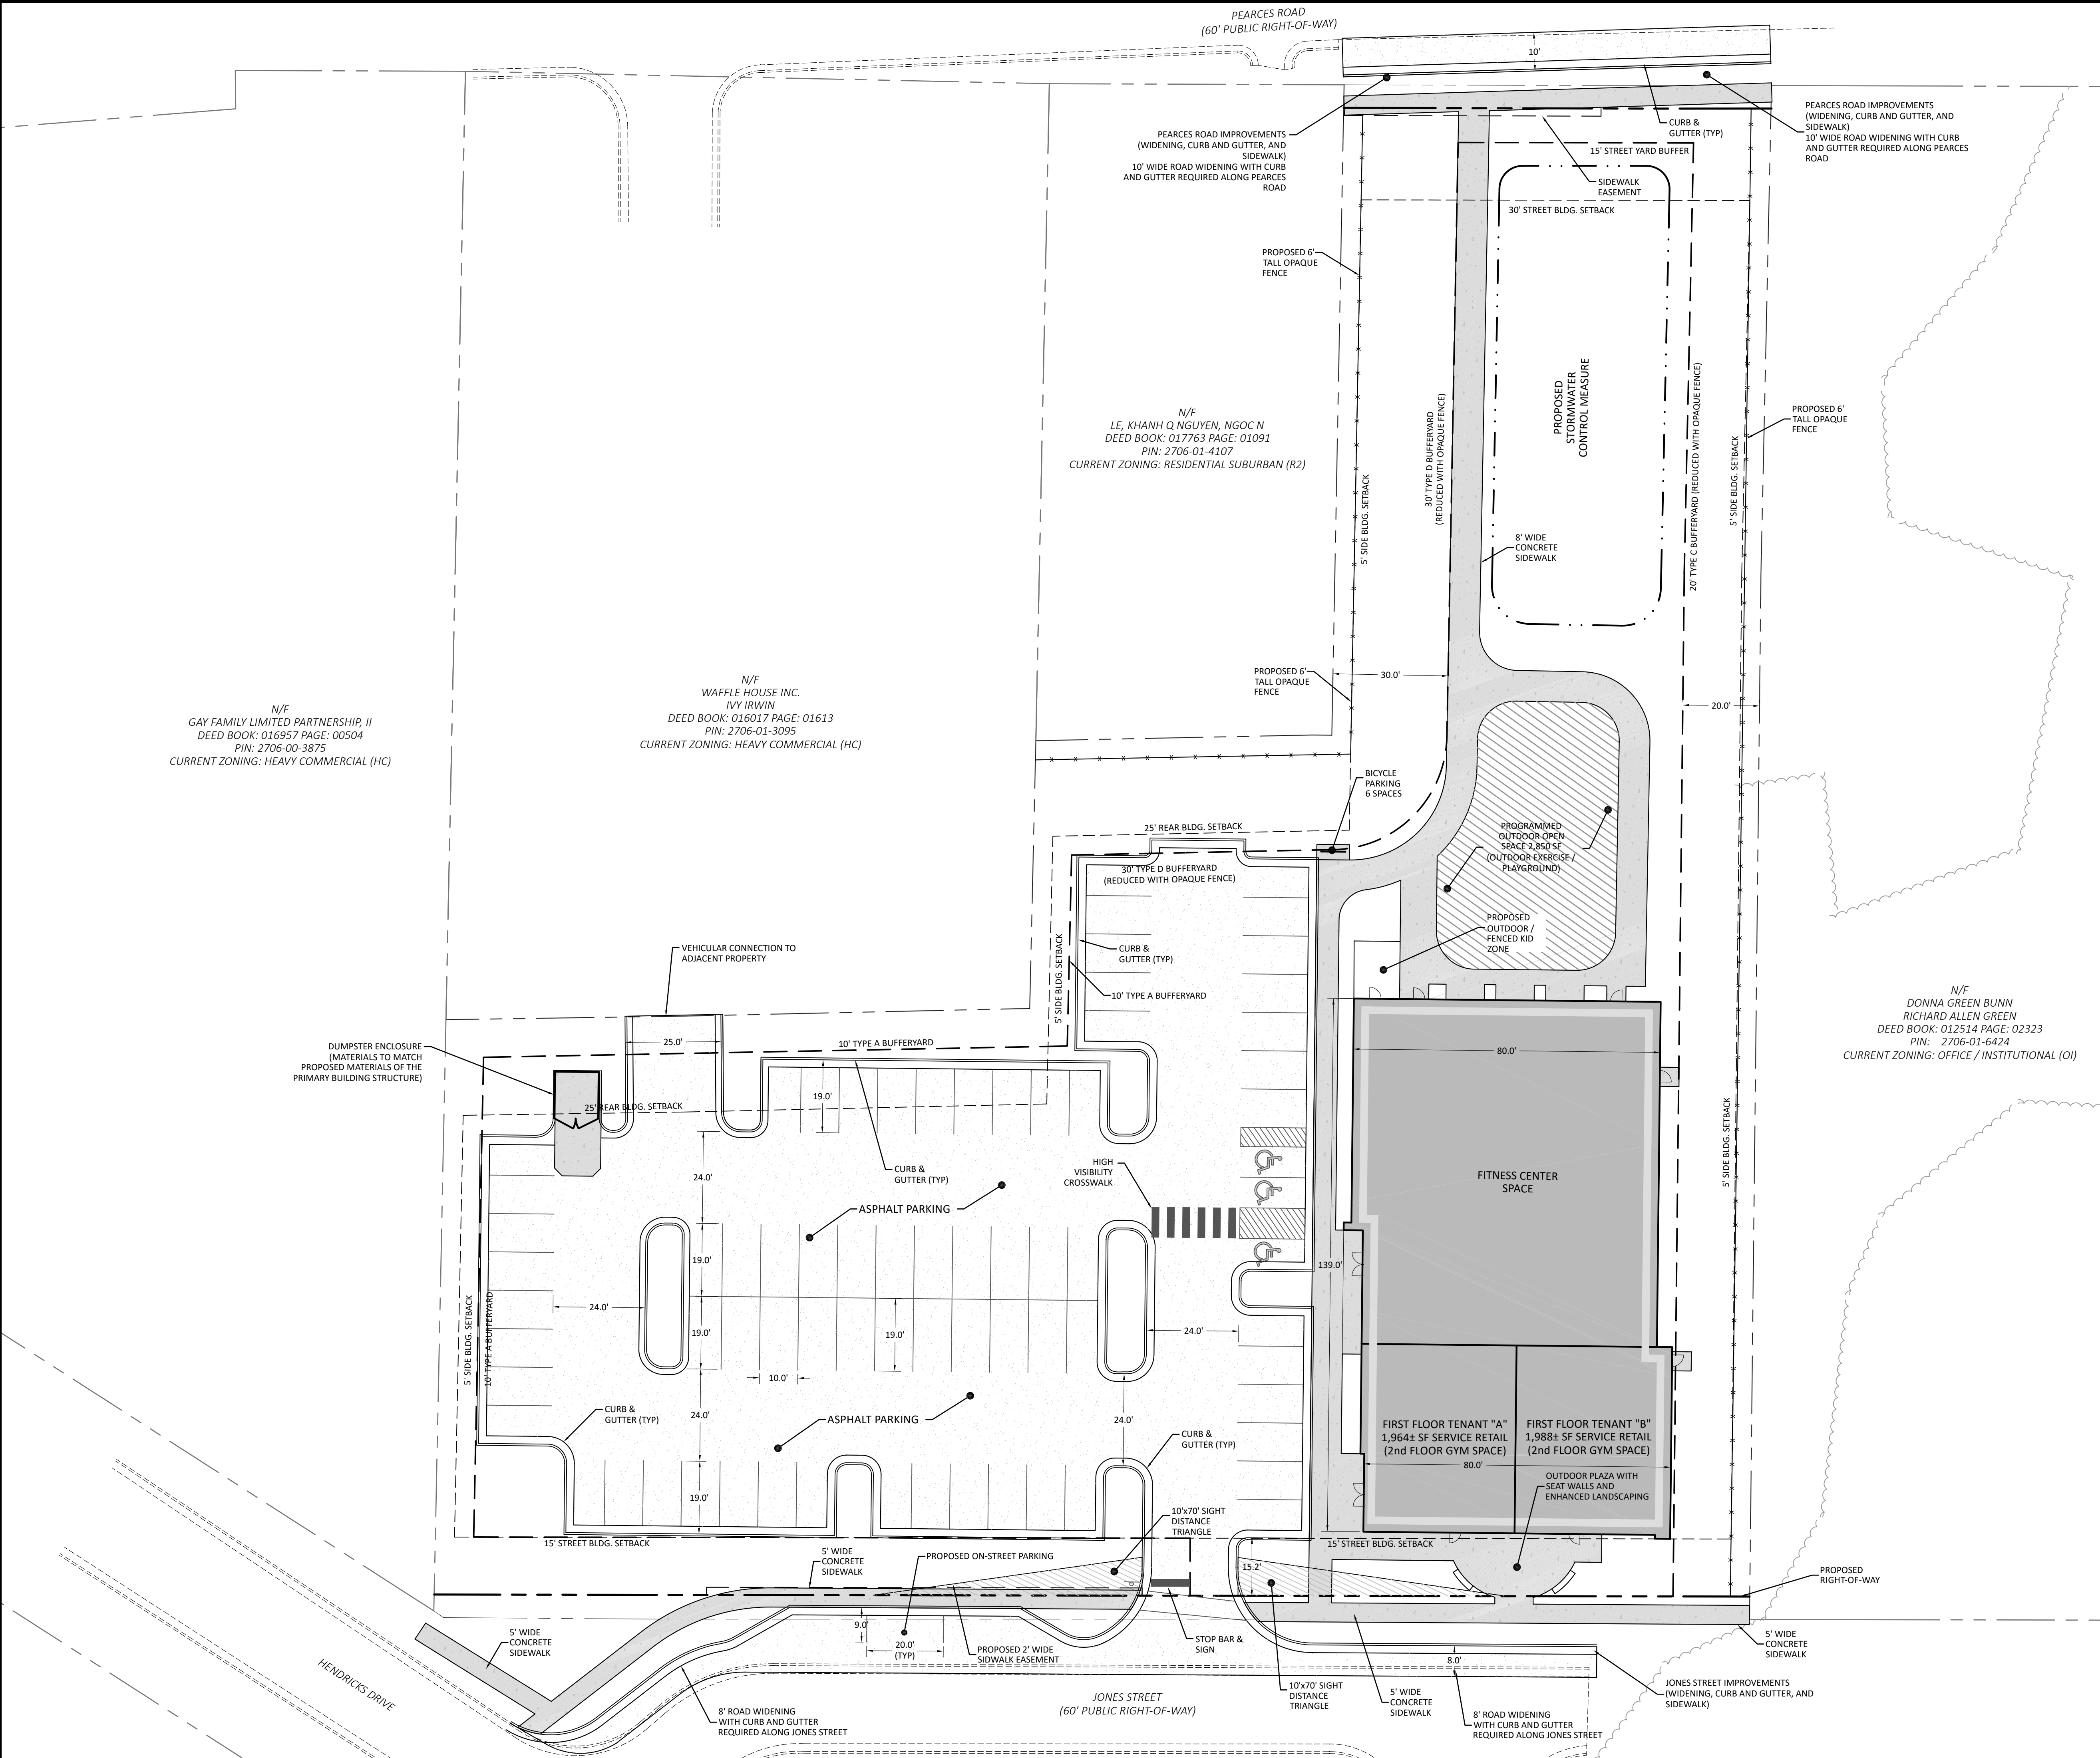 PEARCES ROAD
(60' PUBLIC RIGHT-OF-WAY)
10'
PEARCES ROAD IMPROVEMENTS
(WIDENING, CURB AND GUTTER, AND
SIDEWALK)
10' WIDE ROAD WIDENING WITH CURB
AND GUTTER REQUIRED ALONG PEARCES
ROAD
CURB &
GUTTER (TYP)
PEARCES ROAD IMPROVEMENTS
(WIDENING, CURB AND GUTTER, AND
SIDEWALK)
10' WIDE ROAD WIDENING WITH CURB
AND GUTTER REQUIRED ALONG PEARCES
ROAD
15' STREET YARD BUFFER
SIDEWALK
EASEMENT
30' STREET BLDG. SETBACK
PROPOSED 6'
TALL OPAQUE
FENCE
PROPOSED
STORMWATER
CONTROL MEASURE
N/F
LE, KHANH Q NGUYEN, NGOC N
DEED BOOK: 017763 PAGE: 01091
PIN: 2706-01-4107
CURRENT ZONING: RESIDENTIAL SUBURBAN (R2)
30' TYPE D BUFFERYARD
(REDUCED WITH OPAQUE FENCE)
20' TYPE C BUFFERYARD (REDUCED WITH OPAQUE FENCE)
5' SIDE BLDG. SETBACK
5' SIDE BLDG. SETBACK
PROPOSED 6'
TALL OPAQUE
FENCE
8' WIDE
CONCRETE
SIDEWALK
PROPOSED 6'
TALL OPAQUE
FENCE
30.0'
20.0'
N/F
GAY FAMILY LIMITED PARTNERSHIP, II
DEED BOOK: 016957 PAGE: 00504
PIN: 2706-00-3875
CURRENT ZONING: HEAVY COMMERCIAL (HC)
N/F
WAFFLE HOUSE INC.
IVY IRWIN
DEED BOOK: 016017 PAGE: 01613
PIN: 2706-01-3095
CURRENT ZONING: HEAVY COMMERCIAL (HC)
BICYCLE
PARKING
6 SPACES
25' REAR BLDG. SETBACK
30' TYPE D BUFFERYARD
(REDUCED WITH OPAQUE FENCE)
PROGRAMMED
OUTDOOR OPEN
SPACE 2,850 SF
(OUTDOOR EXERCISE /
PLAYGROUND)
PROPOSED
OUTDOOR /
FENCED KID
ZONE
VEHICULAR CONNECTION TO
ADJACENT PROPERTY
CURB &
GUTTER (TYP)
5' SIDE BLDG. SETBACK
10' TYPE A BUFFERYARD
N/F
DONNA GREEN BUNN
RICHARD ALLEN GREEN
DEED BOOK: 012514 PAGE: 02323
PIN: 2706-01-6424
CURRENT ZONING: OFFICE / INSTITUTIONAL (OI)
DUMPSTER ENCLOSURE
(MATERIALS TO MATCH
PROPOSED MATERIALS OF THE
PRIMARY BUILDING STRUCTURE)
25.0'
10' TYPE A BUFFERYARD
80.0'
25' REAR BLDG. SETBACK
19.0'
5' SIDE BLDG. SETBACK
24.0'
CURB &
GUTTER (TYP)
HIGH
VISIBILITY
CROSSWALK
FITNESS CENTER
SPACE
ASPHALT PARKING
19.0'
139.0'
24.0'
5' SIDE BLDG. SETBACK
10' TYPE A BUFFERYARD
19.0'
19.0'
24.0'
10.0'
CURB &
GUTTER (TYP)
24.0'
ASPHALT PARKING
24.0'
CURB &
GUTTER (TYP)
FIRST FLOOR TENANT "A"
1,964± SF SERVICE RETAIL
(2nd FLOOR GYM SPACE)
FIRST FLOOR TENANT "B"
1,988± SF SERVICE RETAIL
(2nd FLOOR GYM SPACE)
80.0'
OUTDOOR PLAZA WITH
SEAT WALLS AND
ENHANCED LANDSCAPING
19.0'
10'x70' SIGHT
DISTANCE
TRIANGLE
15' STREET BLDG. SETBACK
15' STREET BLDG. SETBACK
5' WIDE
CONCRETE
SIDEWALK
PROPOSED ON-STREET PARKING
15.2'
PROPOSED
RIGHT-OF-WAY
9.0'
20.0'
(TYP)
PROPOSED 2' WIDE
SIDWALK EASEMENT
STOP BAR &
SIGN
5' WIDE
CONCRETE
SIDEWALK
5' WIDE
CONCRETE
SIDEWALK
8.0'
HENDRICKS DRIVE
10'x70' SIGHT
DISTANCE
TRIANGLE
5' WIDE
CONCRETE
SIDEWALK
JONES STREET IMPROVEMENTS
(WIDENING, CURB AND GUTTER, AND
SIDEWALK)
JONES STREET
(60' PUBLIC RIGHT-OF-WAY)
8' ROAD WIDENING
WITH CURB AND GUTTER
REQUIRED ALONG JONES STREET
8' ROAD WIDENING
WITH CURB AND GUTTER
REQUIRED ALONG JONES STREET